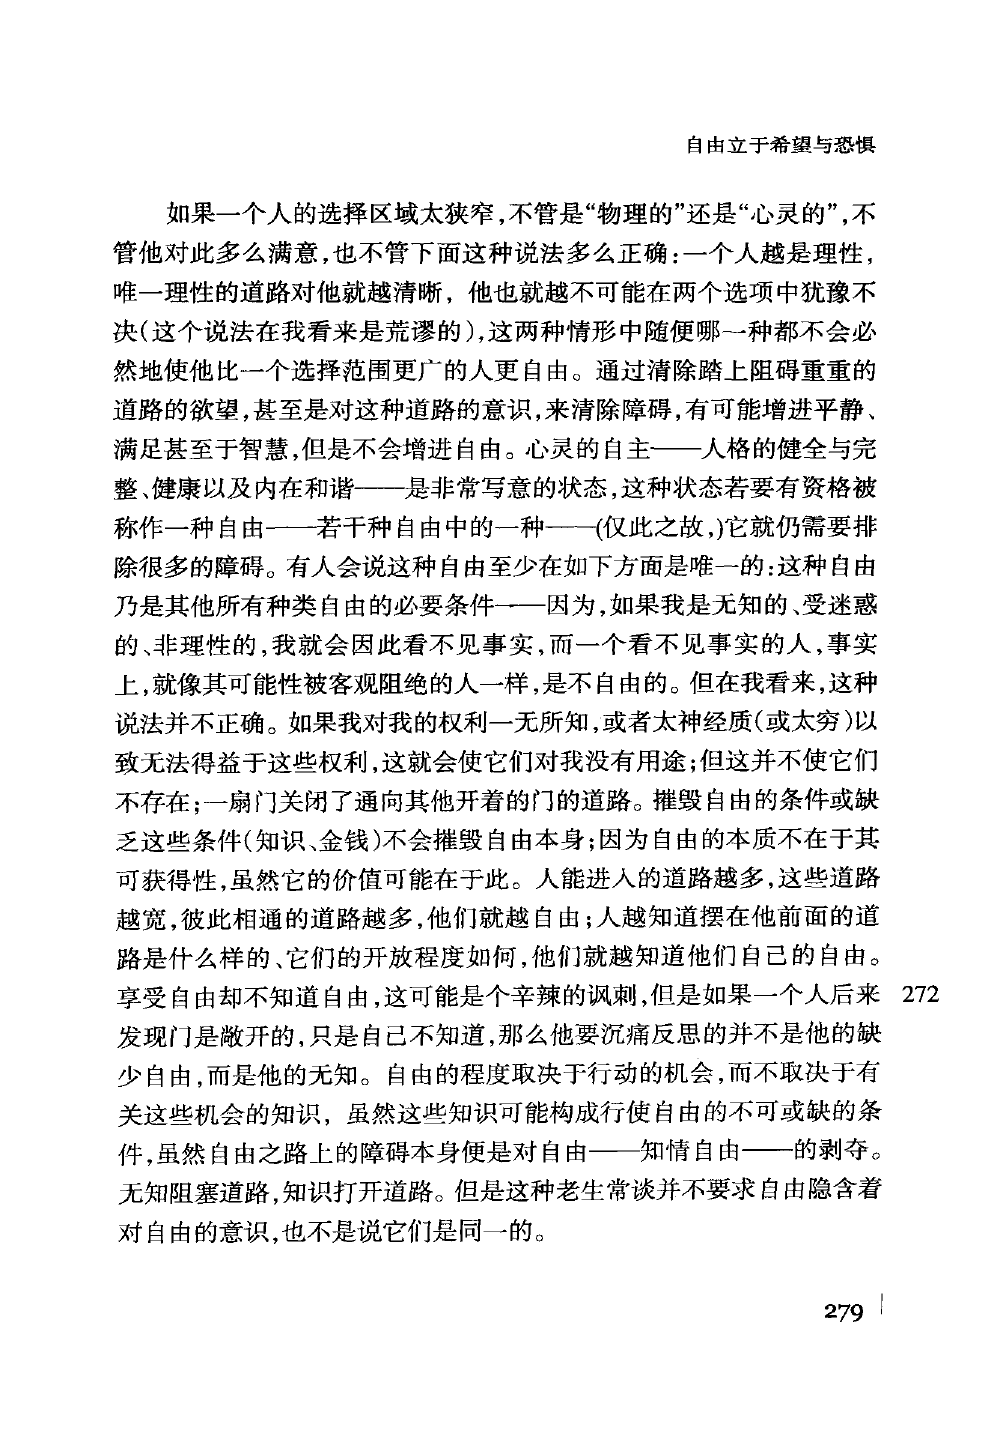 自由立于希望与恐惧
如果一个人的选择区域太狭窄，不管是“物理的”还是“心灵的”，不
管他对此多么满意，也不管下面这种说法多么正确：一个人越是理性，
唯一理性的道路对他就越清晰，他也就越不可能在两个选项中犹豫不
决（这个说法在我看来是荒谬的），这两种情形中随便哪一种都不会必
然地使他比一个选择范围更广的人更自由。通过清除踏上阻碍重重的
道路的欲望，甚至是对这种道路的意识，来清除障碍，有可能增进平静、
满足甚至于智慧，但是不会增进自由。心灵的自主——人格的健全与完
整、健康以及内在和谐——是非常写意的状态，这种状态若要有资格被
称作一种自由——若干种自由中的一种——（仅此之故，）它就仍需要排
除很多的障碍。有人会说这种自由至少在如下方面是唯一的：这种自由
乃是其他所有种类自由的必要条件——因为，如果我是无知的、受迷惑
的、非理性的，我就会因此看不见事实，而一个看不见事实的人，事实
上，就像其可能性被客观阻绝的人一样，是不自由的。但在我看来，这种
说法并不正确。如果我对我的权利一无所知，或者太神经质（或太穷）以
致无法得益于这些权利，这就会使它们对我没有用途；但这并不使它们
不存在；一扇门关闭了通向其他开着的门的道路。摧毁自由的条件或缺
乏这些条件（知识、金钱）不会摧毁自由本身；因为自由的本质不在于其
可获得性，虽然它的价值可能在于此。人能进入的道路越多，这些道路
越宽，彼此相通的道路越多，他们就越自由；人越知道摆在他前面的道
路是什么样的、它们的开放程度如何，他们就越知道他们自己的自由。
享受自由却不知道自由，这可能是个辛辣的讽刺，但是如果一个人后来 272
发现门是敞开的，只是自己不知道，那么他要沉痛反思的并不是他的缺
少自由，而是他的无知。自由的程度取决于行动的机会，而不取决于有
关这些机会的知识，虽然这些知识可能构成行使自由的不可或缺的条
件，虽然自由之路上的障碍本身便是对自由——知情自由——的剥夺。
无知阻塞道路，知识打开道路。但是这种老生常谈并不要求自由隐含着
对自由的意识，也不是说它们是同一的。
279